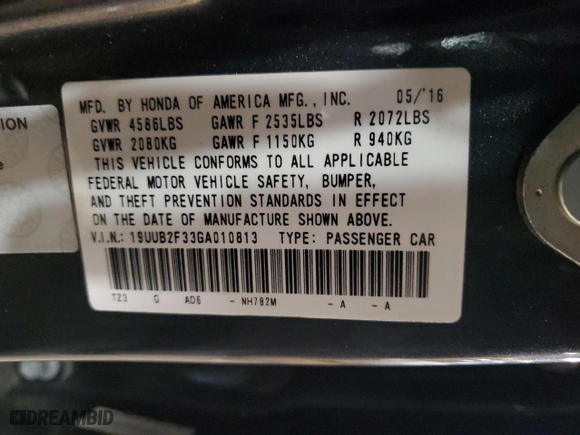 MFD. BY HONDA OF AMERICA MFG., INC. 05/'16
GVWR 4586LBS GAWR F 2535LBS R 2072LBS
GVWR 2080KG GAWR F 1150KG R 940KG
THIS VEHICLE CONFORMS TO ALL APPLICABLE
FEDERAL MOTOR VEHICLE SAFETY, BUMPER,
AND THEFT PREVENTION STANDARDS IN EFFECT
ON THE DATE OF MANUFACTURE SHOWN ABOVE.
V.I.N.: 19UUB2F33GA010813 TYPE: PASSENGER CAR
TZ3 G AD6 - NH782M - A - A
ION
e
DREAMBID